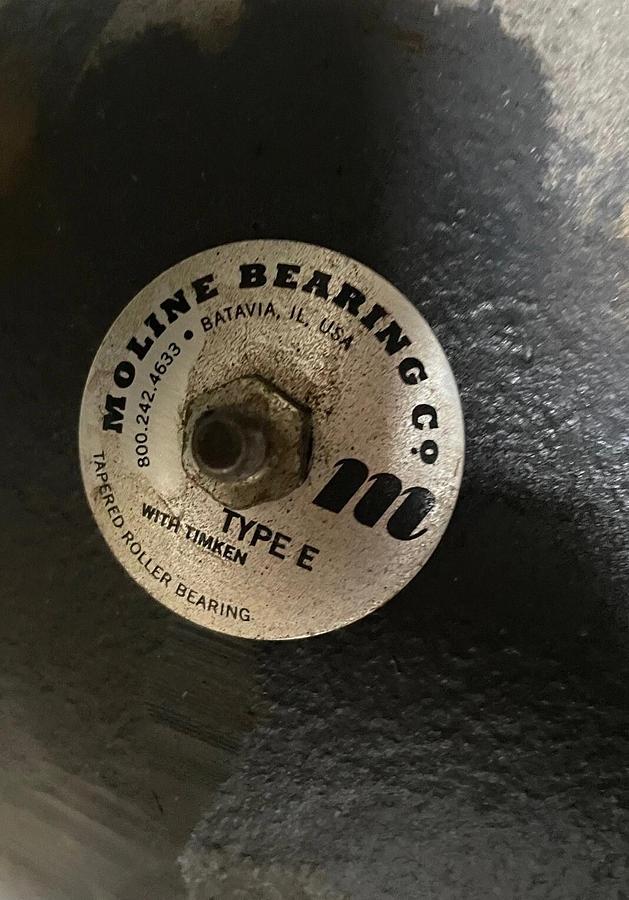 MOLINE BEARING Co
800.242.4633 • BATAVIA, IL, USA
m
TYPE E
WITH TIMKEN
TAPERED ROLLER BEARING